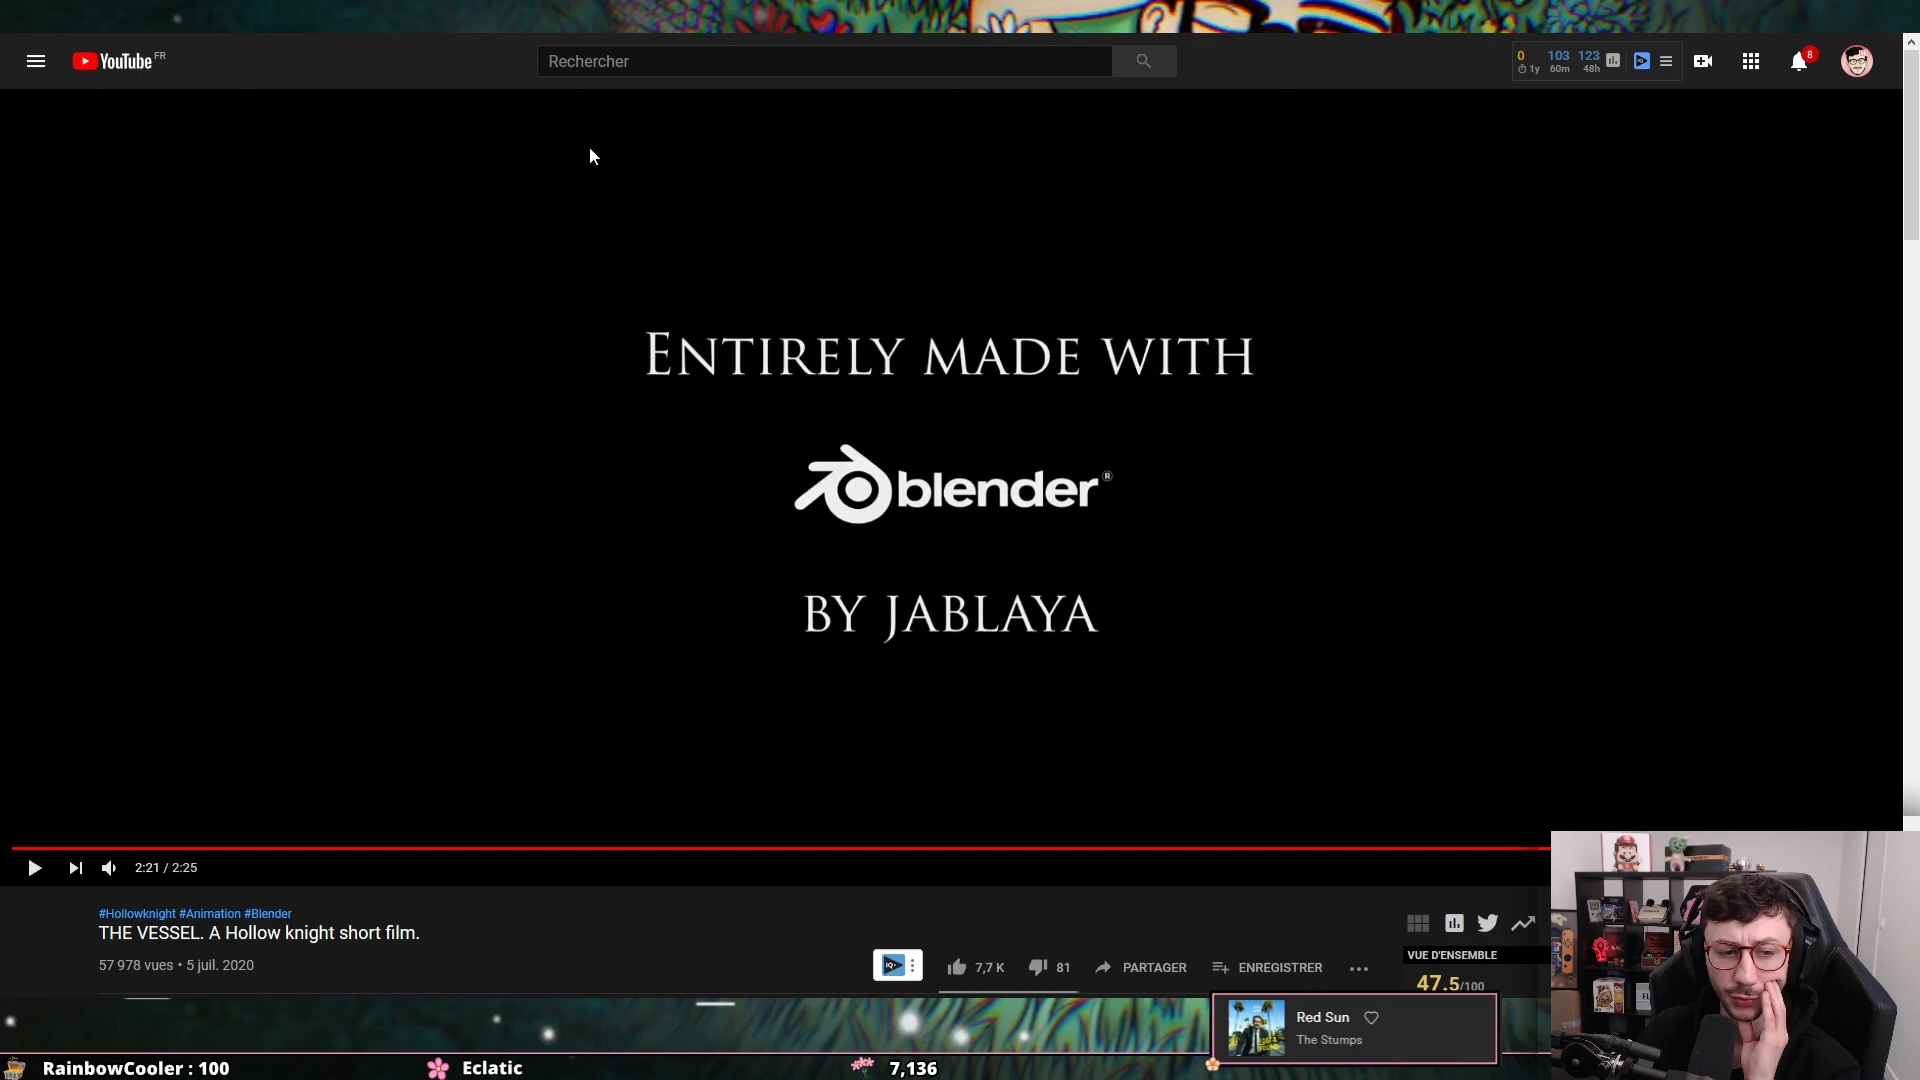 YouTube FR
Rechercher
0 103 123
1y 60m 48h
8
ENTIRELY MADE WITH
blender®
BY JABLAYA
2:21 / 2:25
#Hollowknight #Animation #Blender
THE VESSEL. A Hollow knight short film.
57 978 vues • 5 juil. 2020
IQ
7,7 K
81
PARTAGER
ENREGISTRER
VUE D'ENSEMBLE
47.5/100
Red Sun
The Stumps
RainbowCooler : 100
Eclatic
7,136